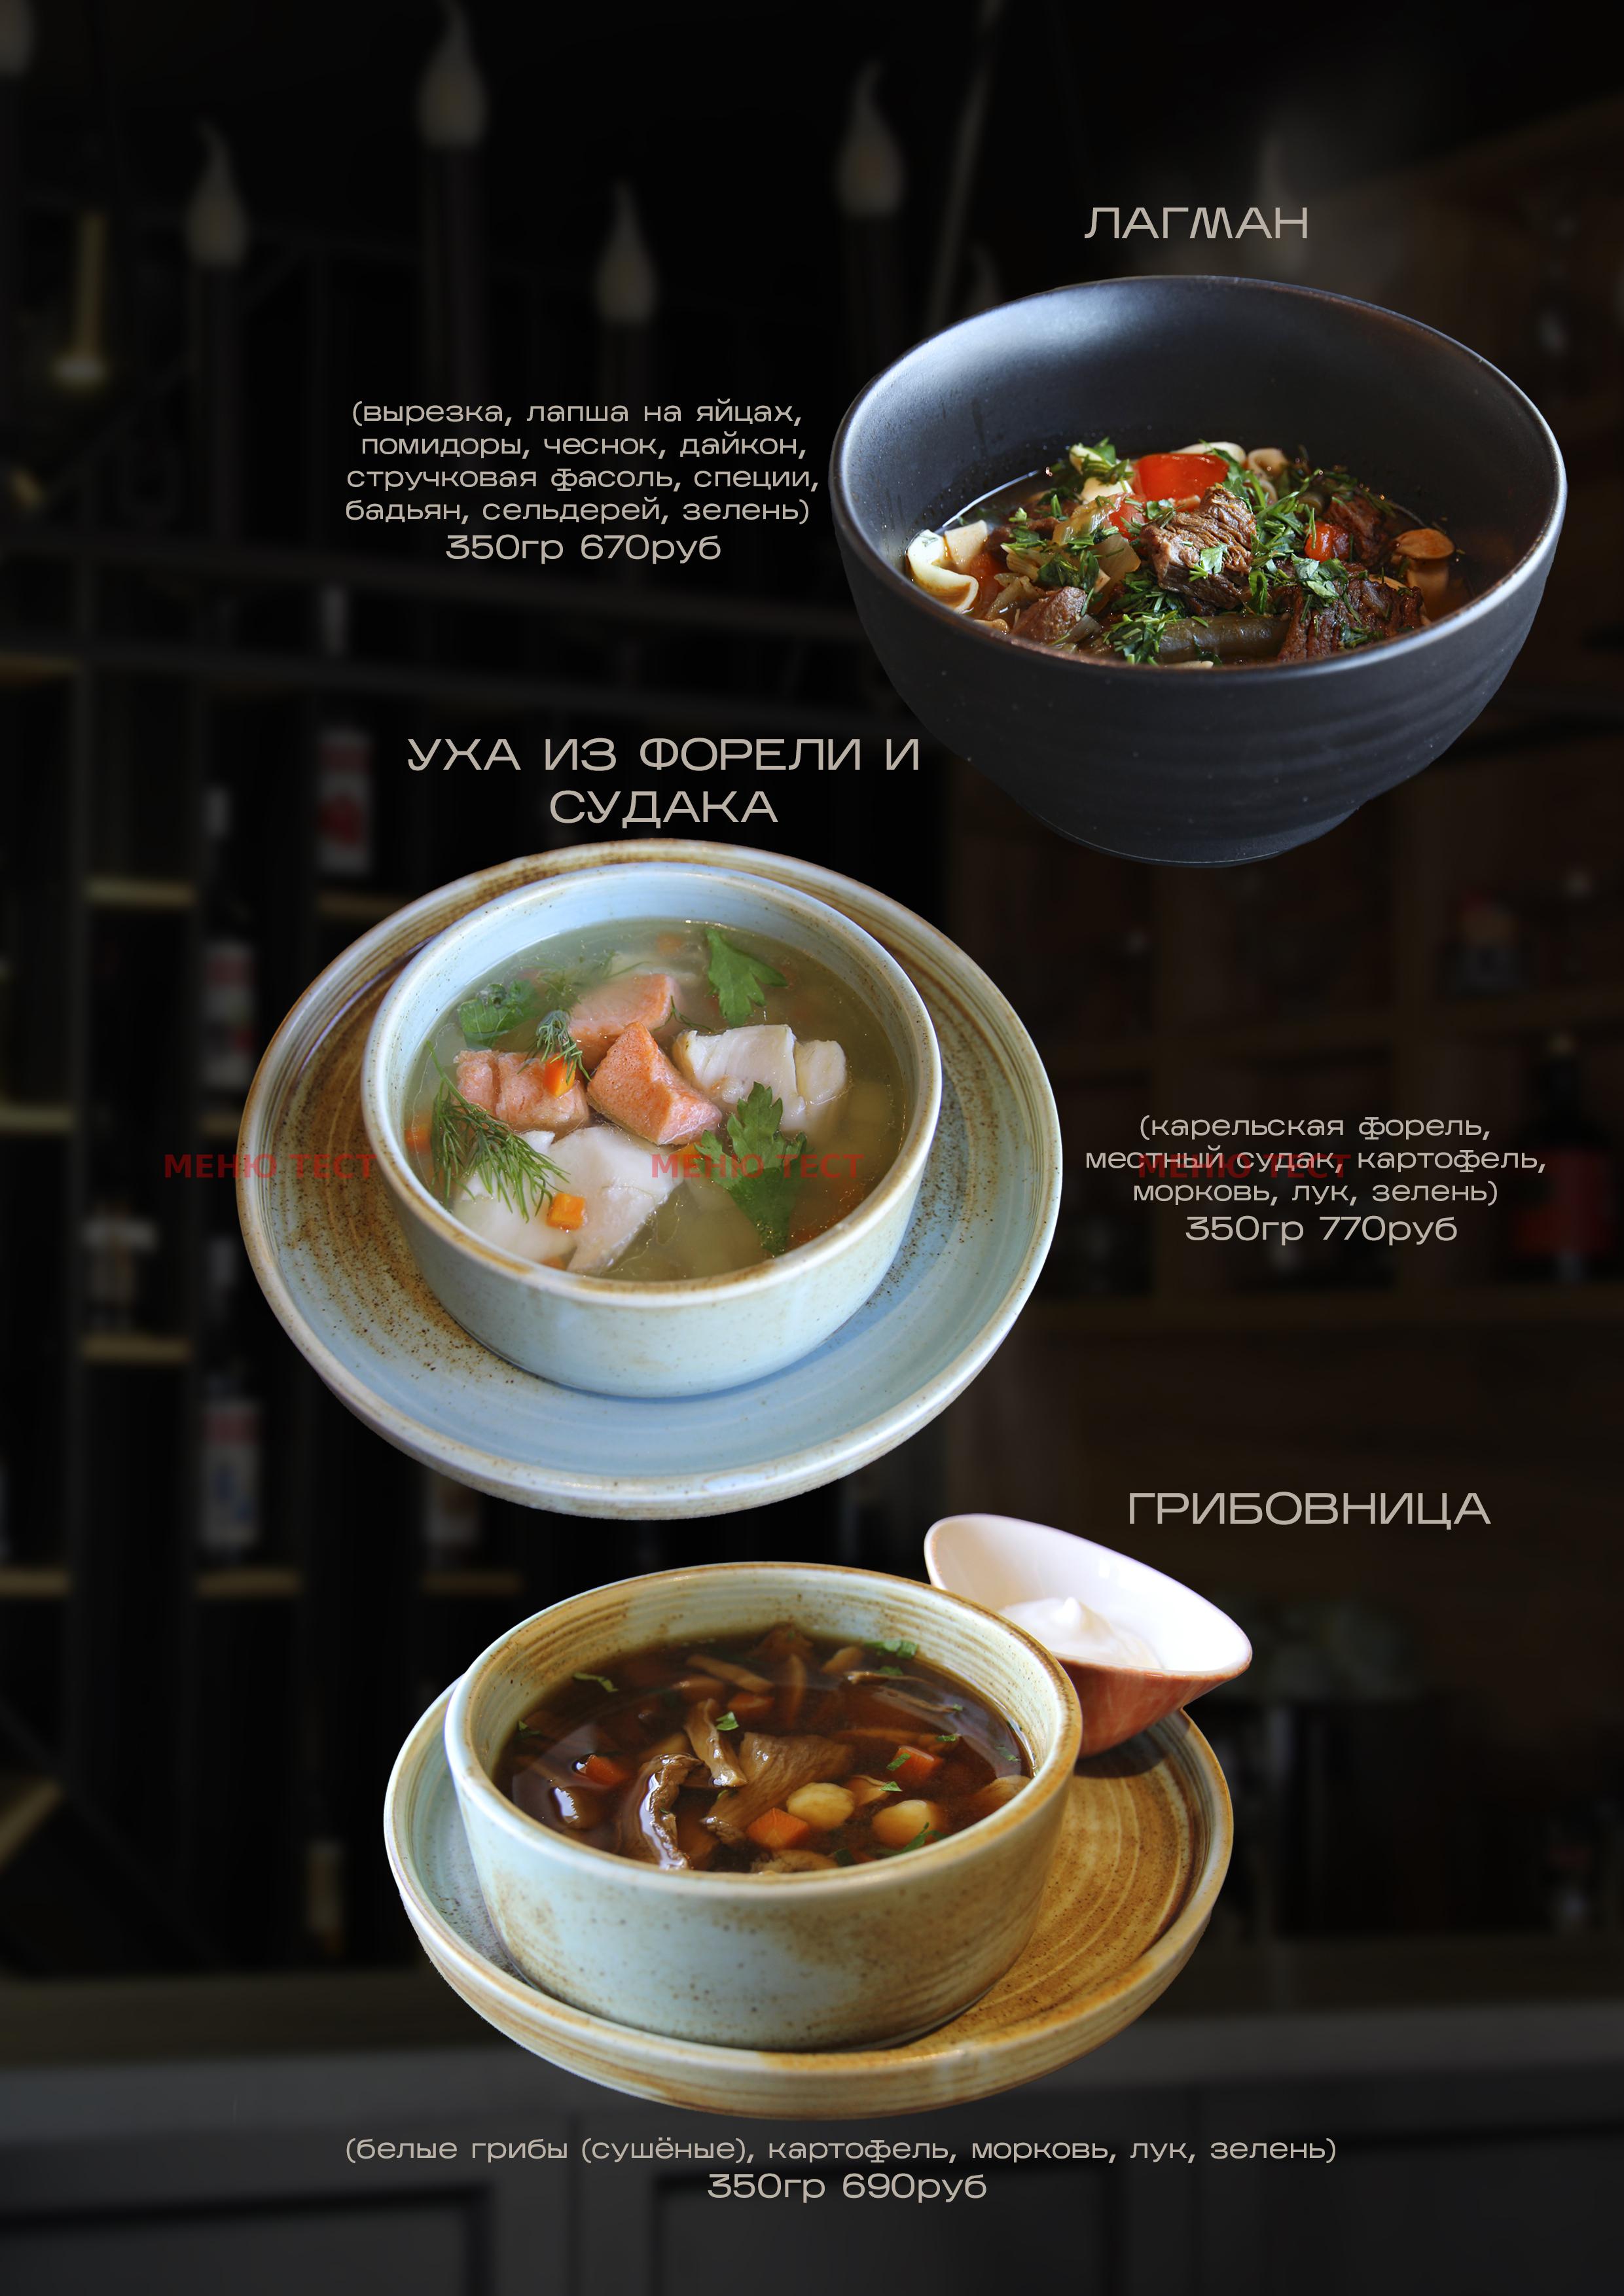 ЛАГМАН
(вырезка, лапша на яйцах,
помидоры, чеснок, дайкон,
стручковая фасоль, специи,
бадьян, сельдерей, зелень)
350гр 670руб
УХА ИЗ ФОРЕЛИ И
СУДАКА
(карельская форель,
местный судак, картофель,
морковь, лук, зелень)
350гр 770руб
МЕНЮ ТЕСТ МЕНЮ ТЕСТ МЕНЮ ТЕСТ
ГРИБОВНИЦА
(белые грибы (сушёные), картофель, морковь, лук, зелень)
350гр 690руб